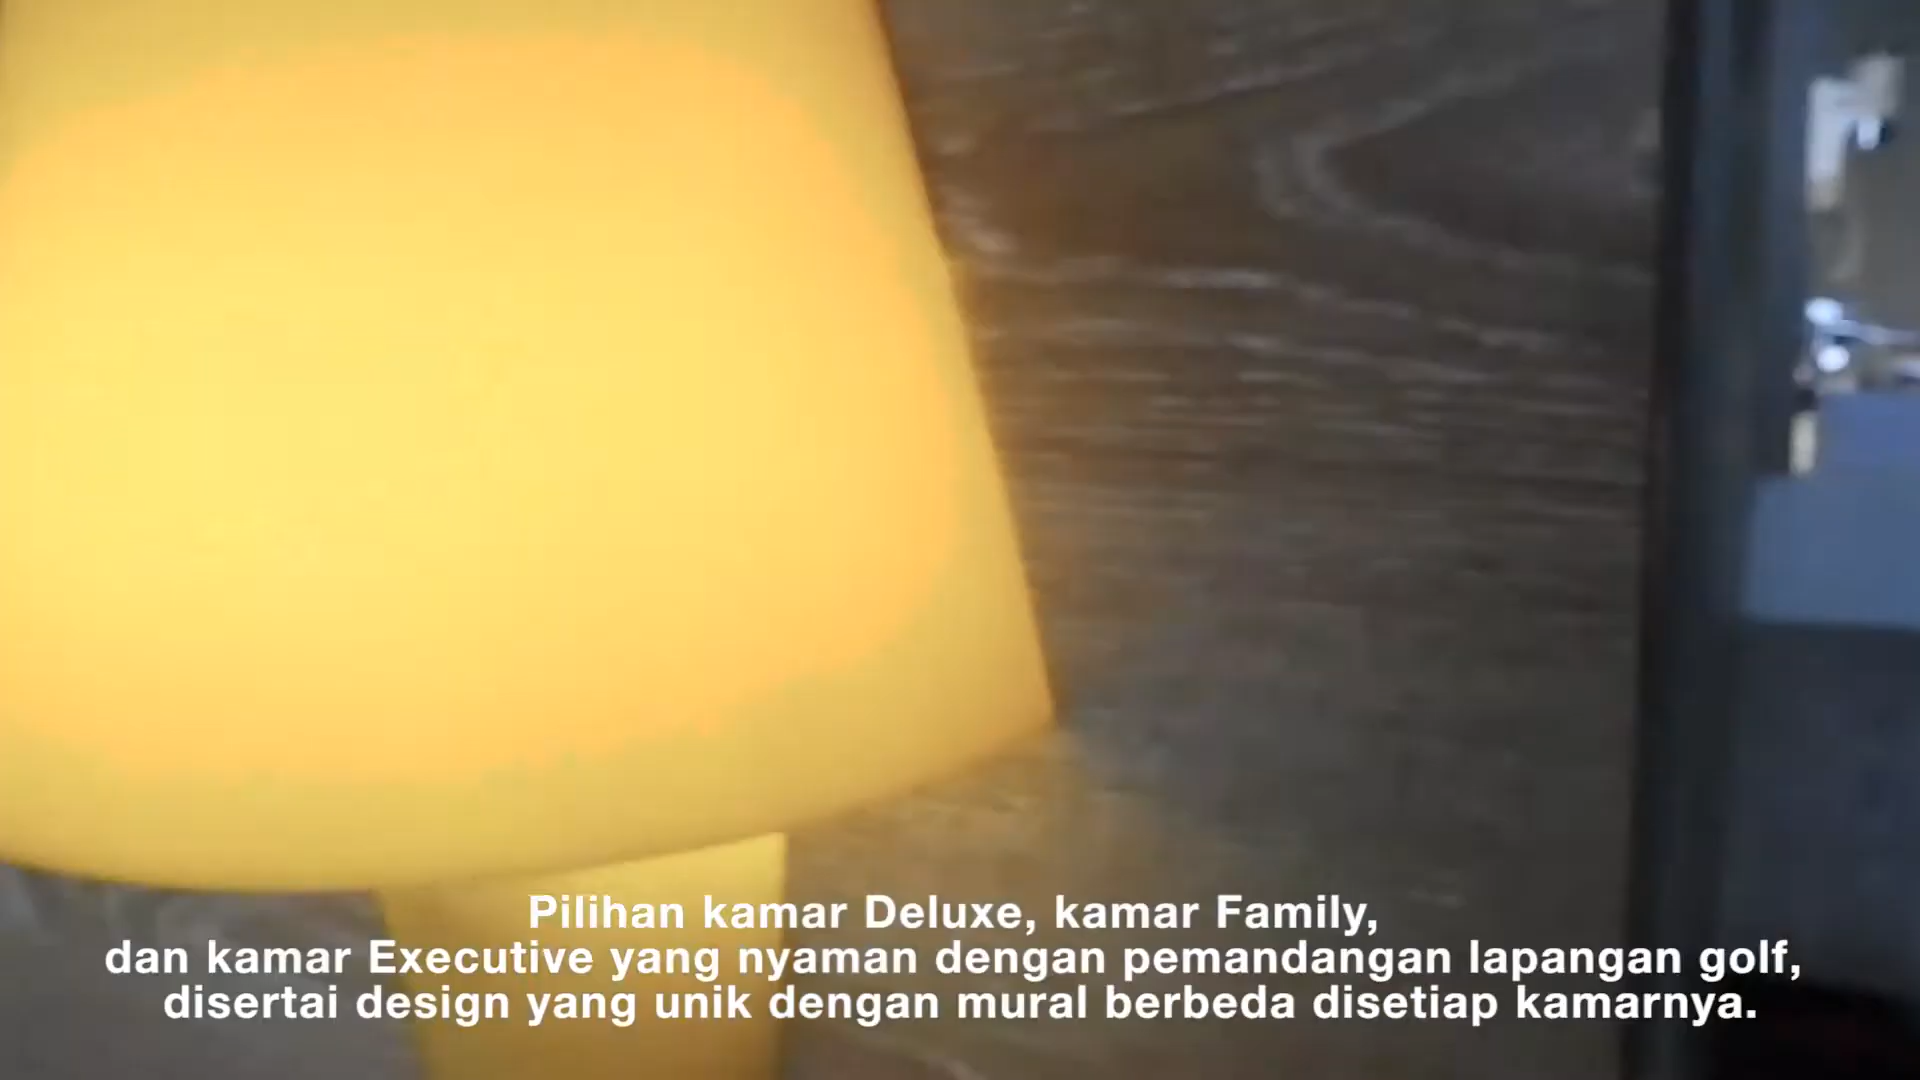 Pilihan kamar Deluxe, kamar Family,
dan kamar Executive yang nyaman dengan pemandangan lapangan golf,
disertai design yang unik dengan mural berbeda disetiap kamarnya.